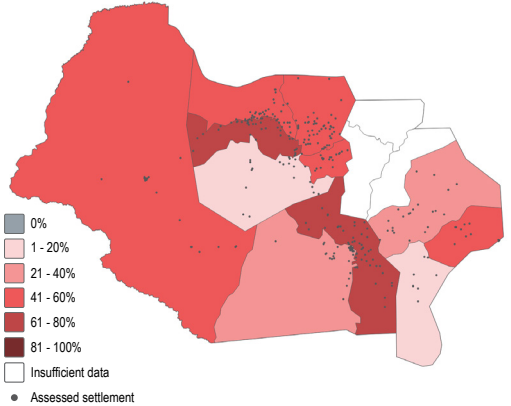 0%
1 - 20%
21 - 40%
41 - 60%
61 - 80%
81 - 100%
Insufficient data
Assessed settlement